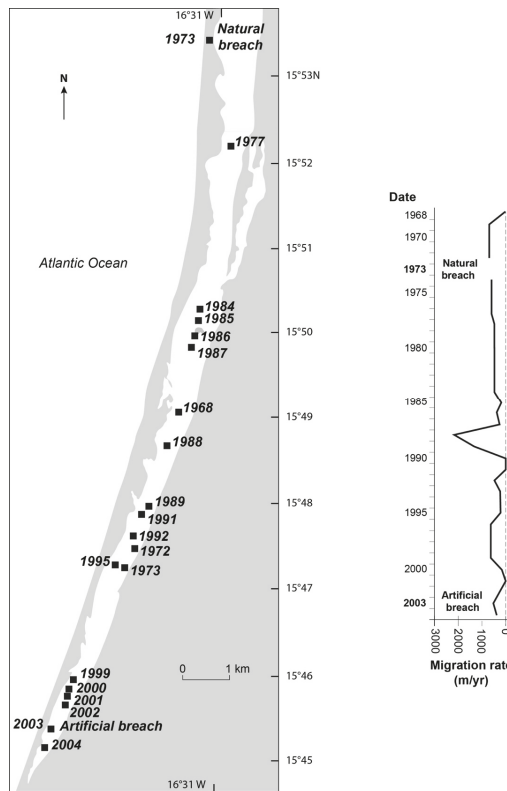 16°31 W
1973
Natural
breach
15°53N
N
1977
15°52
15°51
Atlantic Ocean
1984
1985
15°50
1986
1987
1968
15°49
1988
15°48
1989
1991
1992
1972
1995
1973
15°47
1999
0 1 km
15°46
2000
2001
2002
2003
Artificial breach
2004
15°45
16°31 W
Date
1968
1970
1973
Natural
breach
1975
1980
1985
1990
1995
2000
2003
Artificial
breach
3000 2000 1000 0
Migration rate
(m/yr)